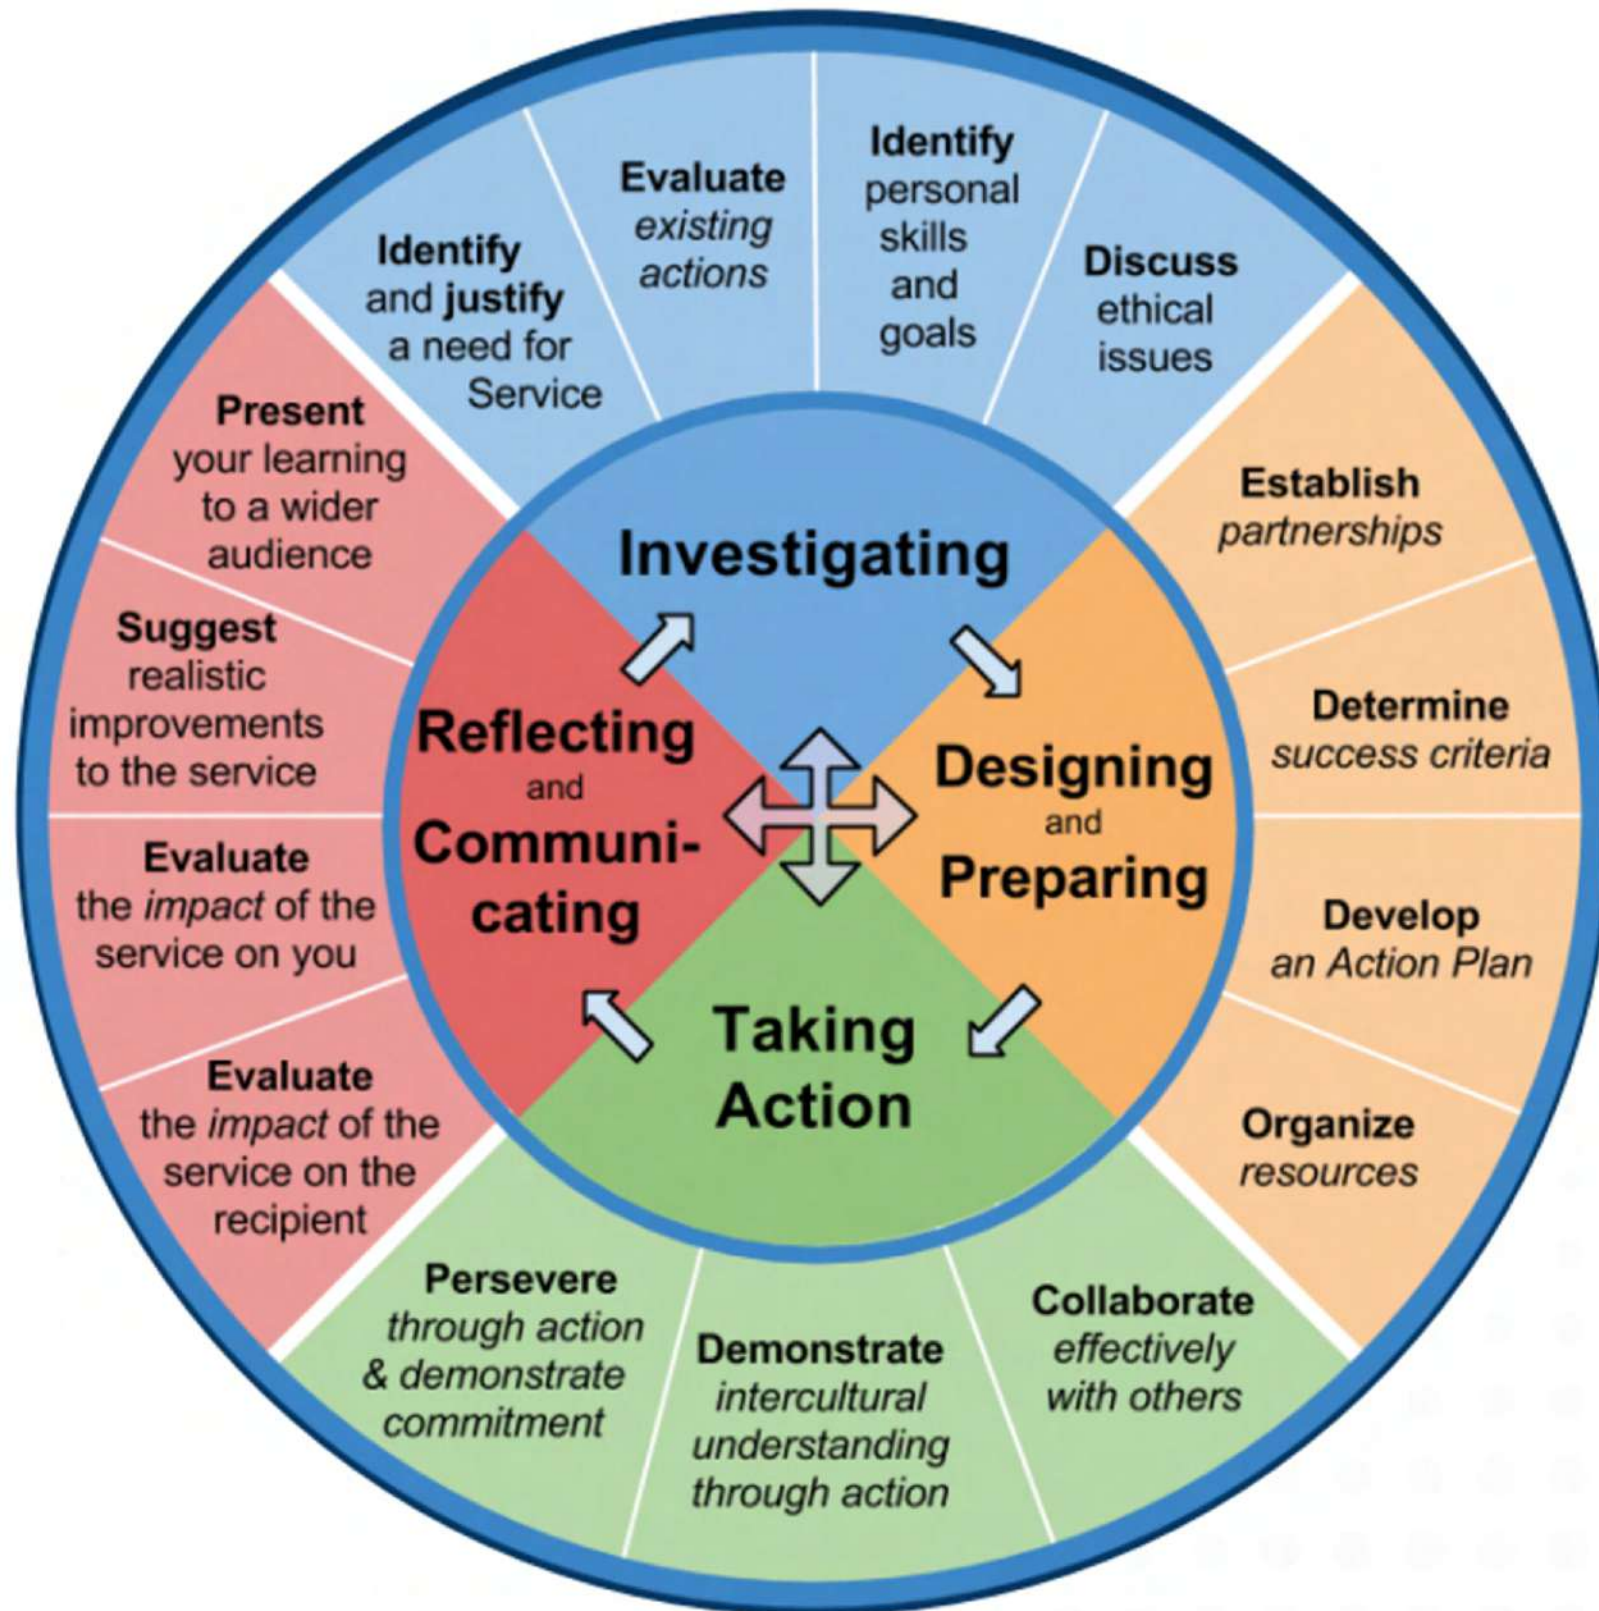 Identify
and justify
a need for
Service
Evaluate
existing
actions
Identify
personal
skills
and
goals
Discuss
ethical
issues
Establish
partnerships
Determine
success criteria
Develop
an Action Plan
Organize
resources
Collaborate
effectively
with others
Demonstrate
intercultural
understanding
through action
Persevere
through action
& demonstrate
commitment
Evaluate
the impact of the
service on the
recipient
Evaluate
the impact of the
service on you
Suggest
realistic
improvements
to the service
Present
your learning
to a wider
audience
Investigating
Designing
and
Preparing
Taking
Action
Reflecting
and
Communi-
cating